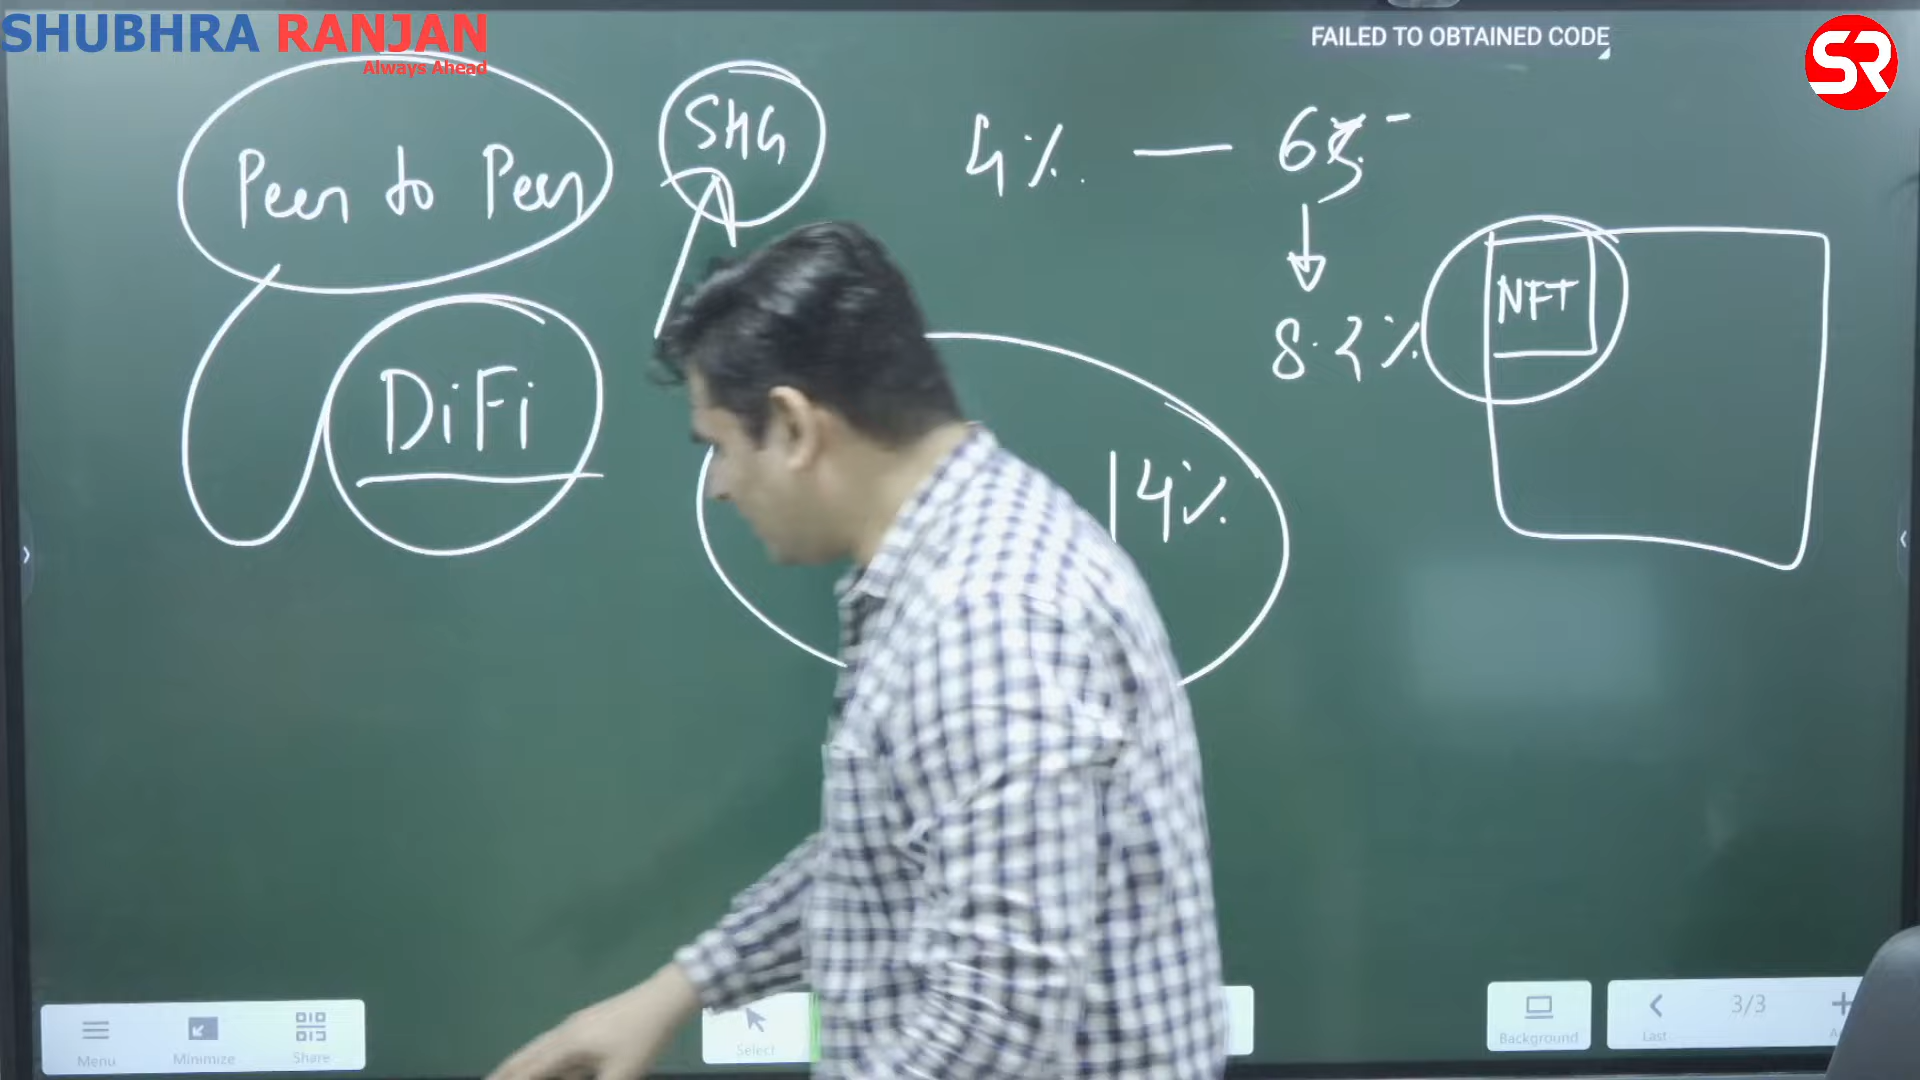 SHUBHRA RANJAN
Always Ahead
FAILED TO OBTAINED CODE
SR
Peer to Peer
SHG
4% —
8.2%
NFT
DiFi
14%
Menu
Minimize
Share
Select
Background
Last
3/3